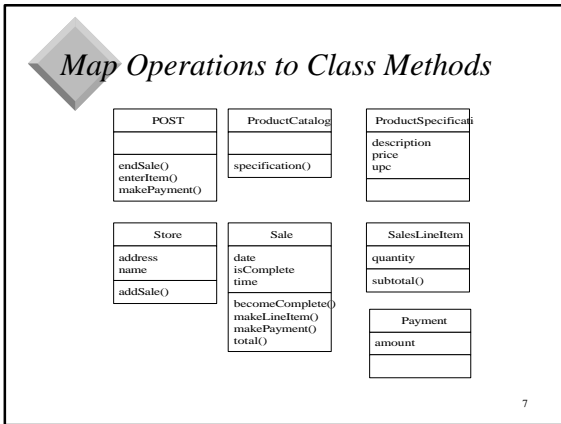 Map Operations to Class Methods
POST
endSale()
enterItem()
makePayment()
ProductCatalog
specification()
ProductSpecificati
description
price
upc
Store
address
name
addSale()
Sale
date
isComplete
time
becomeComplete()
makeLineItem()
makePayment()
total()
SalesLineItem
quantity
subtotal()
Payment
amount
7